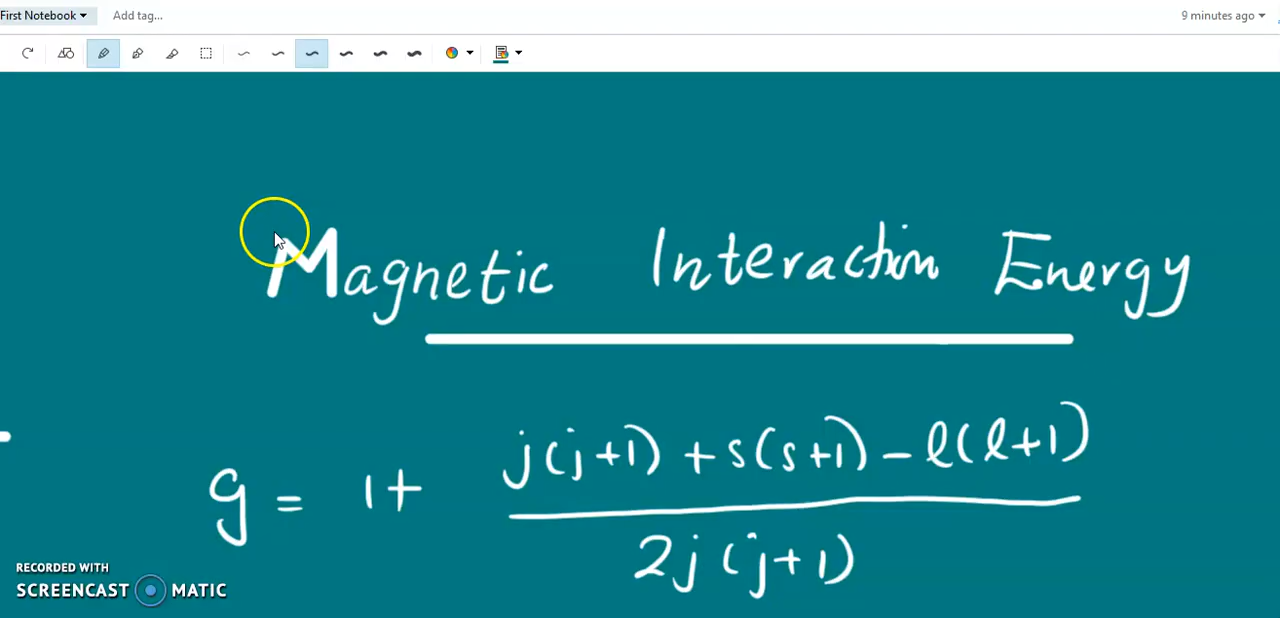 First Notebook Add tag... 9 minutes ago
Magnetic Interaction Energy
g = 1+ j(j+1) + s(s+1) - l(l+1)
2j(j+1)
RECORDED WITH
SCREENCAST MATIC